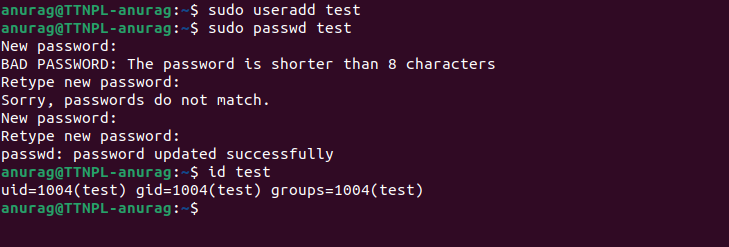 anurag@TTNPL-anurag:~$ sudo useradd test
anurag@TTNPL-anurag:~$ sudo passwd test
New password:
BAD PASSWORD: The password is shorter than 8 characters
Retype new password:
Sorry, passwords do not match.
New password:
Retype new password:
passwd: password updated successfully
anurag@TTNPL-anurag:~$ id test
uid=1004(test) gid=1004(test) groups=1004(test)
anurag@TTNPL-anurag:~$